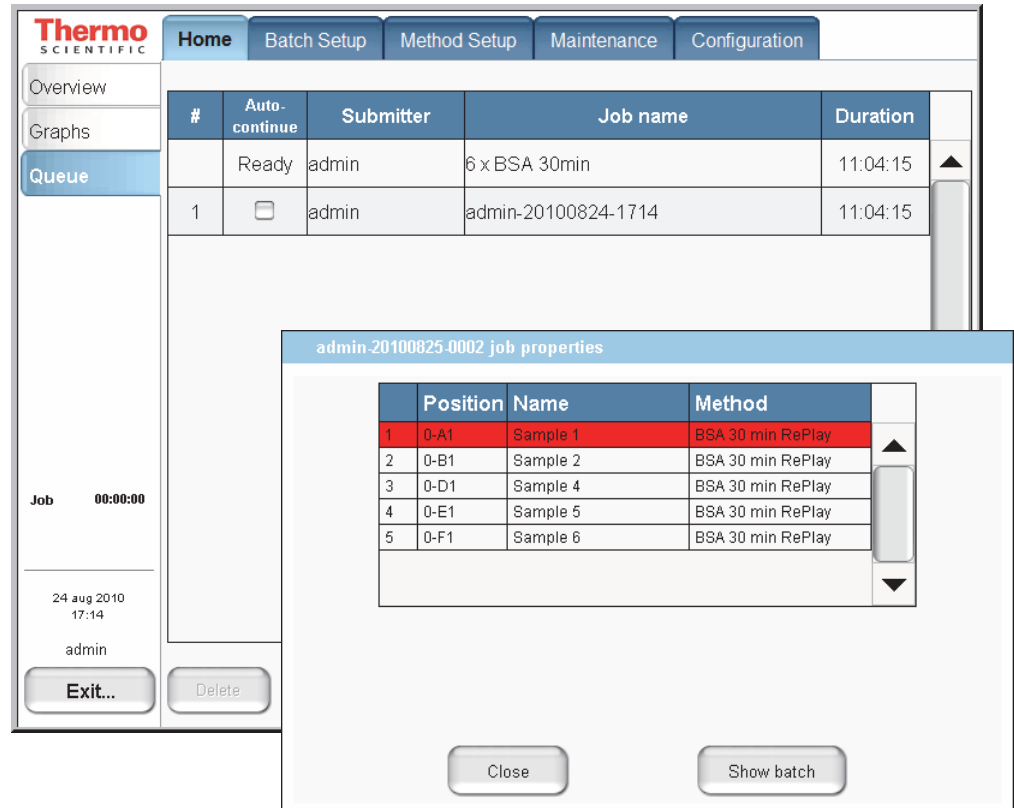 Thermo
SCIENTIFIC
Home Batch Setup Method Setup Maintenance Configuration
Overview
Graphs
Queue
# Auto-continue Submitter Job name Duration
Ready admin 6 x BSA 30min 11:04:15
1 admin admin-20100824-1714 11:04:15
admin-20100825-0002 job properties
Position Name Method
1 0-A1 Sample 1 BSA 30 min RePlay
2 0-B1 Sample 2 BSA 30 min RePlay
3 0-D1 Sample 4 BSA 30 min RePlay
4 0-E1 Sample 5 BSA 30 min RePlay
5 0-F1 Sample 6 BSA 30 min RePlay
Job 00:00:00
24 aug 2010
17:14
admin
Exit... Delete
Close Show batch